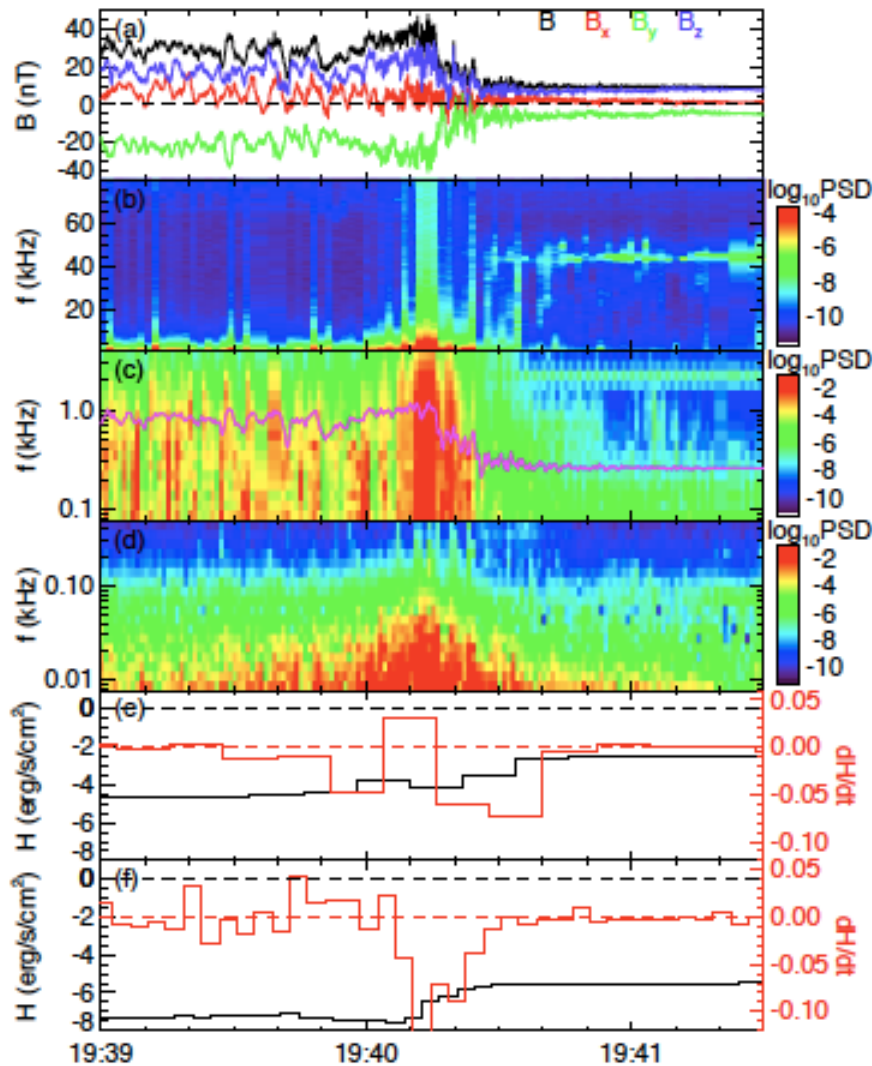 (a) B Bx By Bz
B (nT)
40
20
0
-20
-40
(b)
f (kHz)
60
40
20
log10PSD
-4
-6
-8
-10
(c)
f (kHz)
1.0
0.1
log10PSD
-2
-4
-6
-8
-10
(d)
f (kHz)
0.10
0.01
log10PSD
-2
-4
-6
-8
-10
(e)
H (erg/s/cm²)
0
-2
-4
-6
-8
0.05
0.00
-0.05
-0.10
dH/dt
(f)
H (erg/s/cm²)
0
-2
-4
-6
-8
0.05
0.00
-0.05
-0.10
dH/dt
19:39 19:40 19:41